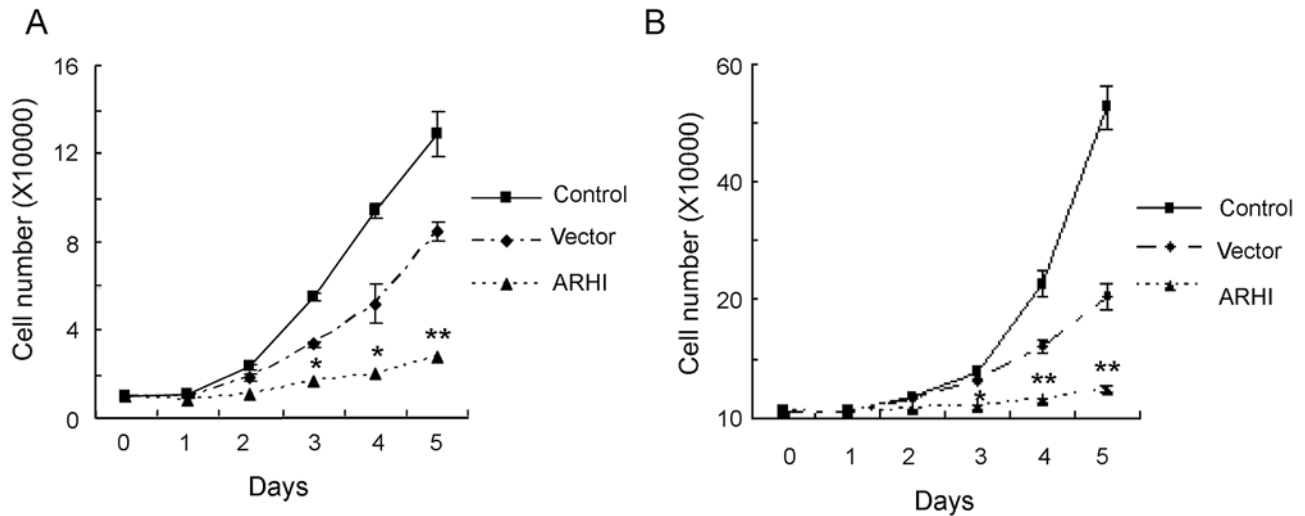 A
Cell number (X10000)
16
12
8
4
0
0 1 2 3 4 5
Days
* * **
Control
Vector
ARHI
B
Cell number (X10000)
60
40
20
10
0 1 2 3 4 5
Days
* ** **
Control
Vector
ARHI